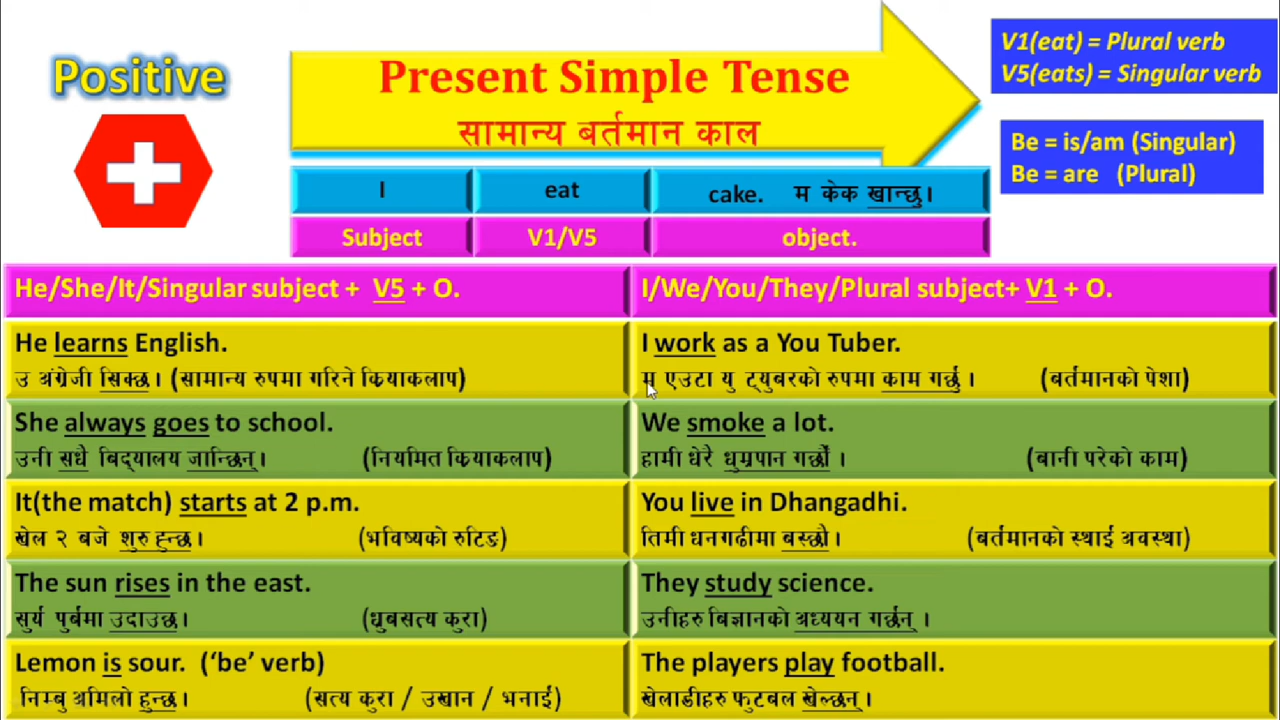 Positive
Present Simple Tense
सामान्य बर्तमान काल
V1(eat) = Plural verb
V5(eats) = Singular verb
Be = is/am (Singular)
Be = are (Plural)
I eat cake. म केक खान्छु।
Subject V1/V5 object.
He/She/It/Singular subject + V5 + O.
He learns English.
उ अंग्रेजी सिक्छ। (सामान्य रुपमा गरिने कियाकलाप)
She always goes to school.
उनी सधै बिद्यालय जान्छिन्। (नियमित कियाकलाप)
It(the match) starts at 2 p.m.
खेल २ बजे शुरु हुन्छ। (भविष्यको रुटिङ)
The sun rises in the east.
सुर्य पुर्बमा उदाउछ। (ध्रुबसत्य कुरा)
Lemon is sour. (‘be’ verb)
निम्बु अमिलो हुन्छ। (सत्य कुरा / उखान / भनाई)
I/We/You/They/Plural subject+ V1 + O.
I work as a You Tuber.
म एउटा यु ट्युबरको रुपमा काम गर्छु। (बर्तमानको पेशा)
We smoke a lot.
हामी धेरै धुम्रपान गर्छौं। (बानी परेको काम)
You live in Dhangadhi.
तिमी धनगढीमा बस्छौ। (बर्तमानको स्थाई अवस्था)
They study science.
उनीहरु बिज्ञानको अध्ययन गर्छन्।
The players play football.
खेलाडीहरु फुटबल खेल्छन्।